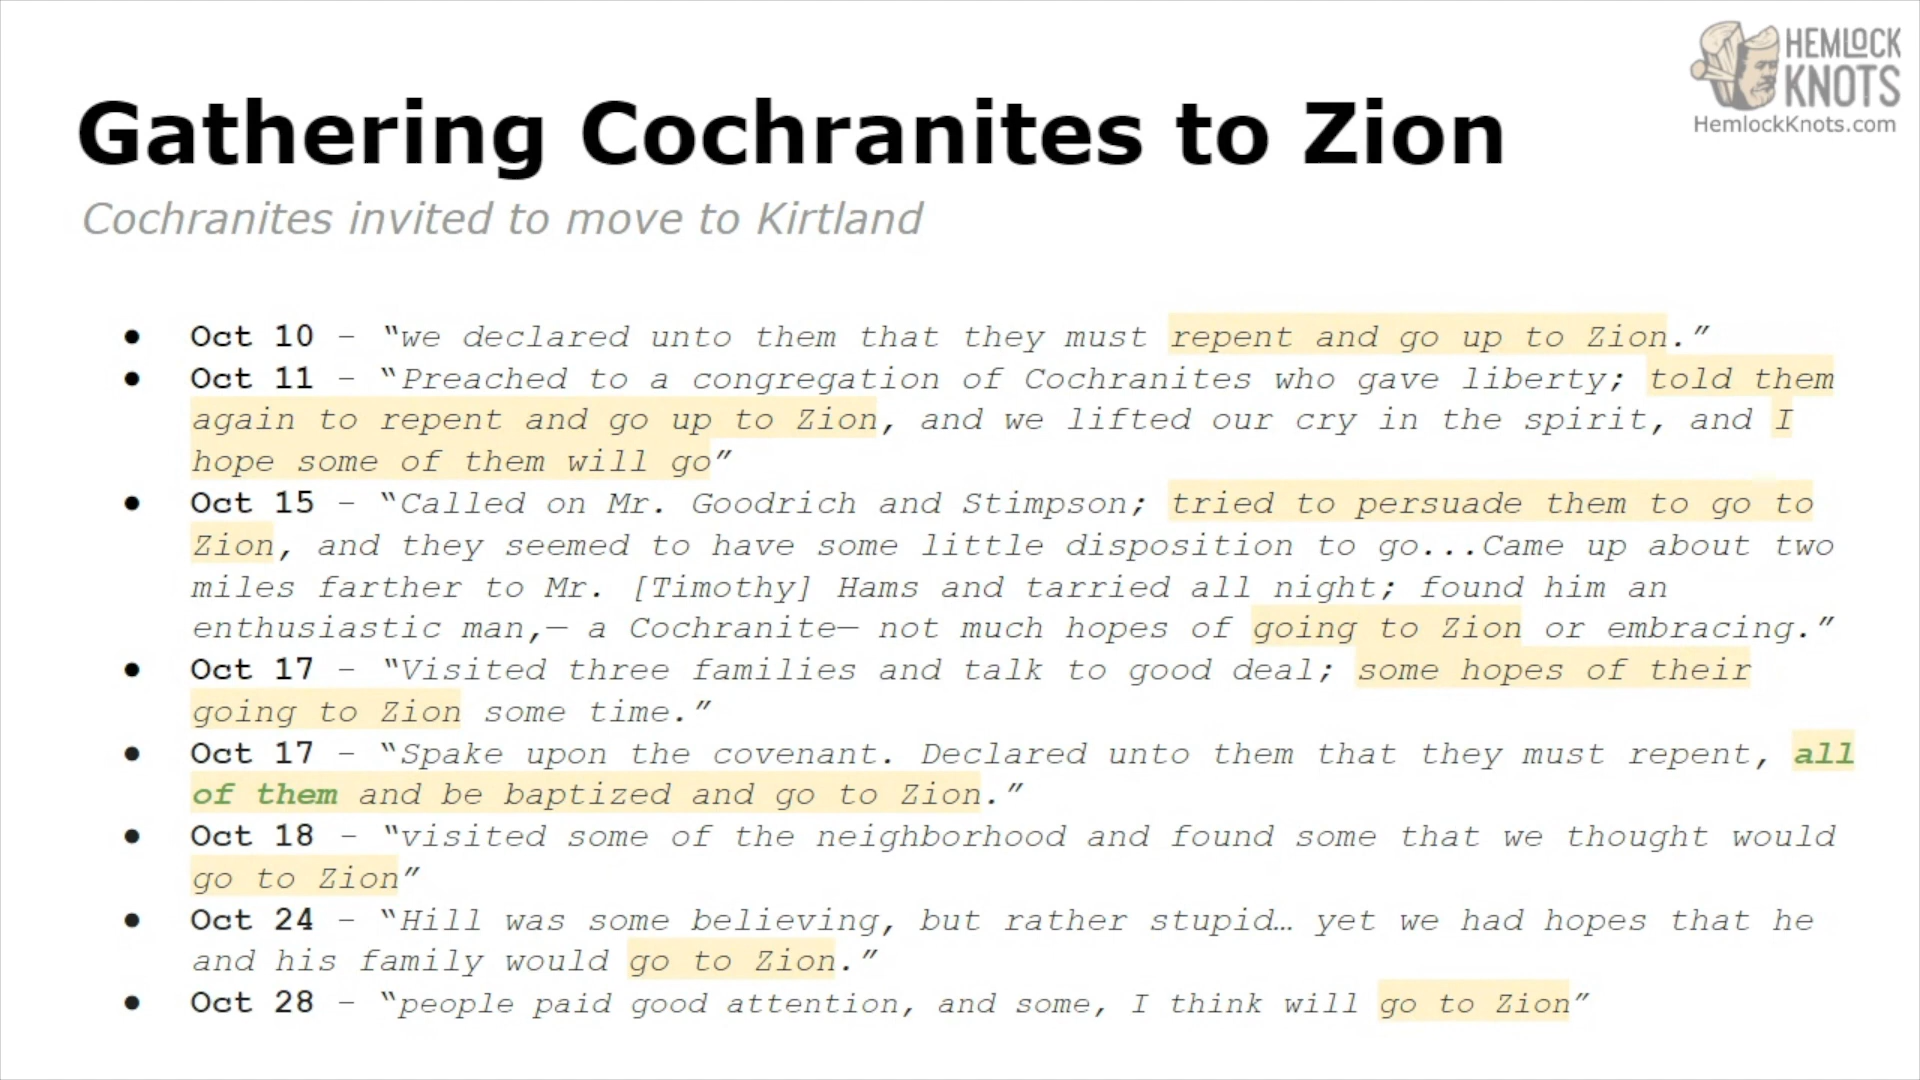 HEMLOCK
KNOTS
HemlockKnots.com
Gathering Cochranites to Zion
Cochranites invited to move to Kirtland
● Oct 10 – “we declared unto them that they must repent and go up to Zion.”
● Oct 11 – “Preached to a congregation of Cochranites who gave liberty; told them
again to repent and go up to Zion, and we lifted our cry in the spirit, and I
hope some of them will go”
● Oct 15 – “Called on Mr. Goodrich and Stimpson; tried to persuade them to go to
Zion, and they seemed to have some little disposition to go...Came up about two
miles farther to Mr. [Timothy] Hams and tarried all night; found him an
enthusiastic man,— a Cochranite— not much hopes of going to Zion or embracing.”
● Oct 17 – “Visited three families and talk to good deal; some hopes of their
going to Zion some time.”
● Oct 17 – “Spake upon the covenant. Declared unto them that they must repent, all
of them and be baptized and go to Zion.”
● Oct 18 – “visited some of the neighborhood and found some that we thought would
go to Zion”
● Oct 24 – “Hill was some believing, but rather stupid… yet we had hopes that he
and his family would go to Zion.”
● Oct 28 – “people paid good attention, and some, I think will go to Zion”